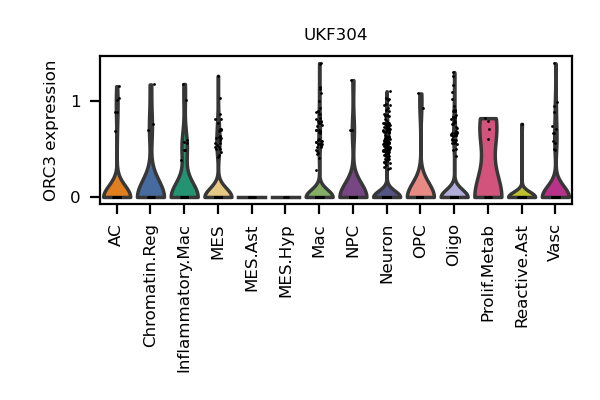 UKF304
ORC3 expression
1
0
AC
Chromatin.Reg
Inflammatory.Mac
MES
MES.Ast
MES.Hyp
Mac
NPC
Neuron
OPC
Oligo
Prolif.Metab
Reactive.Ast
Vasc